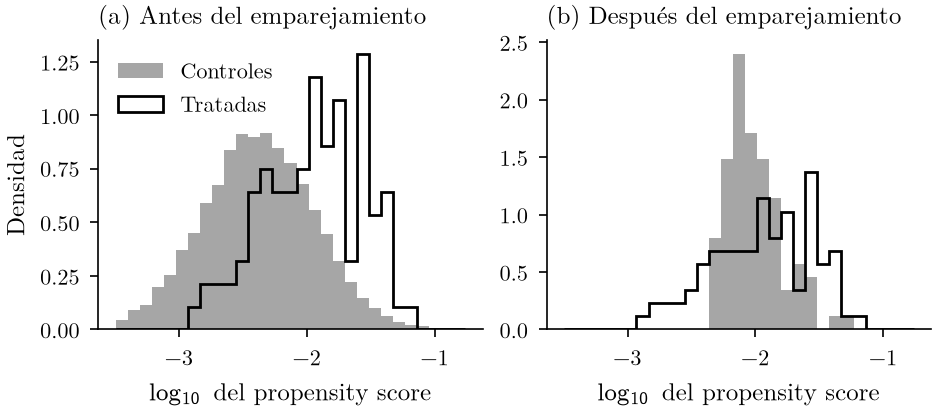 (a) Antes del emparejamiento
1.25
1.00
0.75
0.50
0.25
0.00
Densidad
Controles
Tratadas
−3
−2
−1
log₁₀ del propensity score
(b) Después del emparejamiento
2.5
2.0
1.5
1.0
0.5
0.0
−3
−2
−1
log₁₀ del propensity score